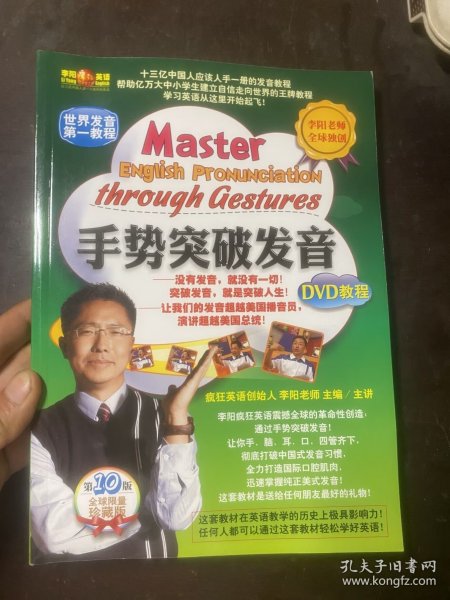 李阳 英语
Li Yang English
十三亿中国人应该人手一册的发音教程
帮助亿万大中小学生建立自信走向世界的王牌教程
学习英语从这里开始起飞！
世界发音
第一教程
李阳老师
全球独创
Master
English Pronunciation
through Gestures
手势突破发音
——没有发音，就没有一切！
突破发音，就是突破人生！
——让我们的发音超越美国播音员，
演讲超越美国总统！
DVD教程
疯狂英语创始人 李阳老师 主编／主讲
李阳疯狂英语震撼全球的革命性创造：
通过手势突破发音！
让你手、脑、耳、口、四管齐下，
彻底打破中国式发音习惯，
全力打造国际口腔肌肉，
迅速掌握纯正美式发音！
这套教材是送给任何朋友最好的礼物！
第10版
全球限量
珍藏版
这套教材在英语教学的历史上极具影响力！
任何人都可以通过这套教材轻松学好英语！
孔夫子旧书网
www.kongfz.com